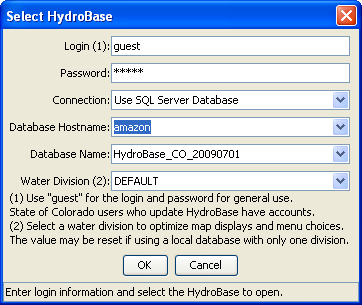 Select HydroBase
Login (1): guest
Password: *****
Connection: Use SQL Server Database
Database Hostname: amazon
Database Name: HydroBase_CO_20090701
Water Division (2): DEFAULT
(1) Use "guest" for the login and password for general use.
State of Colorado users who update HydroBase have accounts.
(2) Select a water division to optimize map displays and menu choices.
The value may be reset if using a local database with only one division.
OK Cancel
Enter login information and select the HydroBase to open.